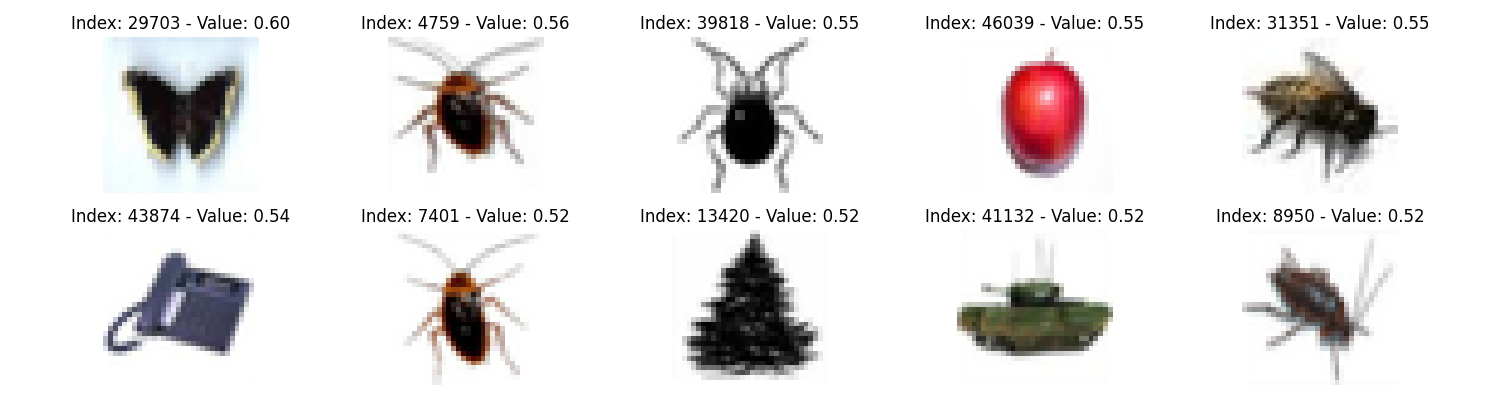 Index: 29703 - Value: 0.60
Index: 4759 - Value: 0.56
Index: 39818 - Value: 0.55
Index: 46039 - Value: 0.55
Index: 31351 - Value: 0.55
Index: 43874 - Value: 0.54
Index: 7401 - Value: 0.52
Index: 13420 - Value: 0.52
Index: 41132 - Value: 0.52
Index: 8950 - Value: 0.52